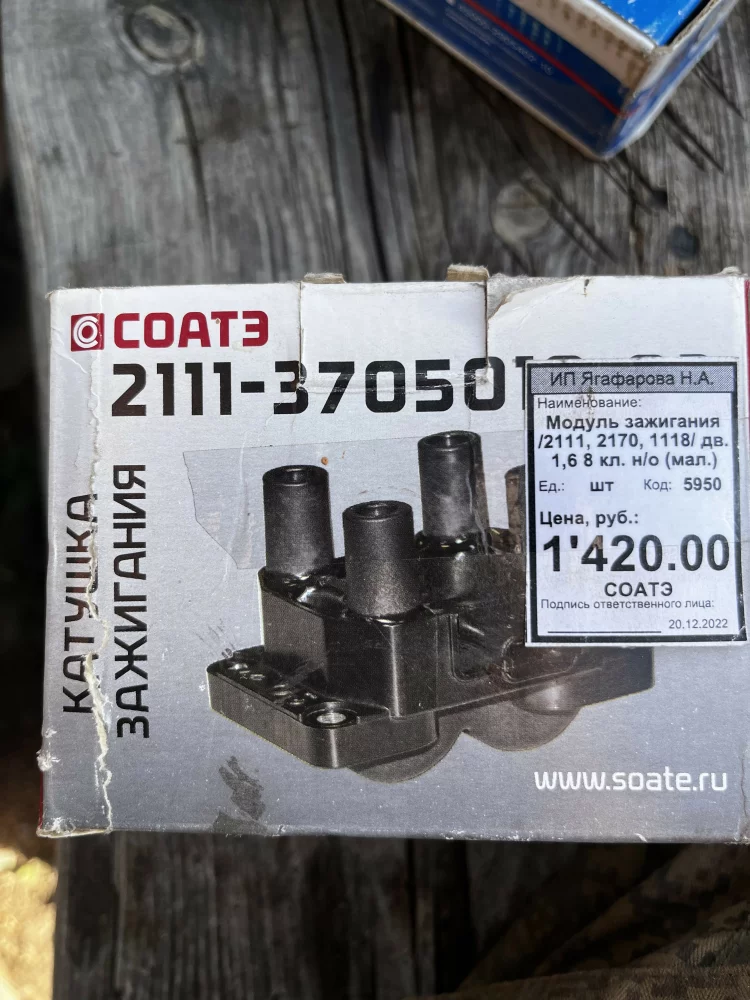 СОАТЭ
2111-3705010
КАТУШКА
ЗАЖИГАНИЯ
ИП Ягафарова Н.А.
Наименование:
Модуль зажигания
/2111, 2170, 1118/ дв.
1,6 8 кл. н/о (мал.)
Ед.: шт Код: 5950
Цена, руб.:
1'420.00
СОАТЭ
Подпись ответственного лица:
20.12.2022
www.soate.ru